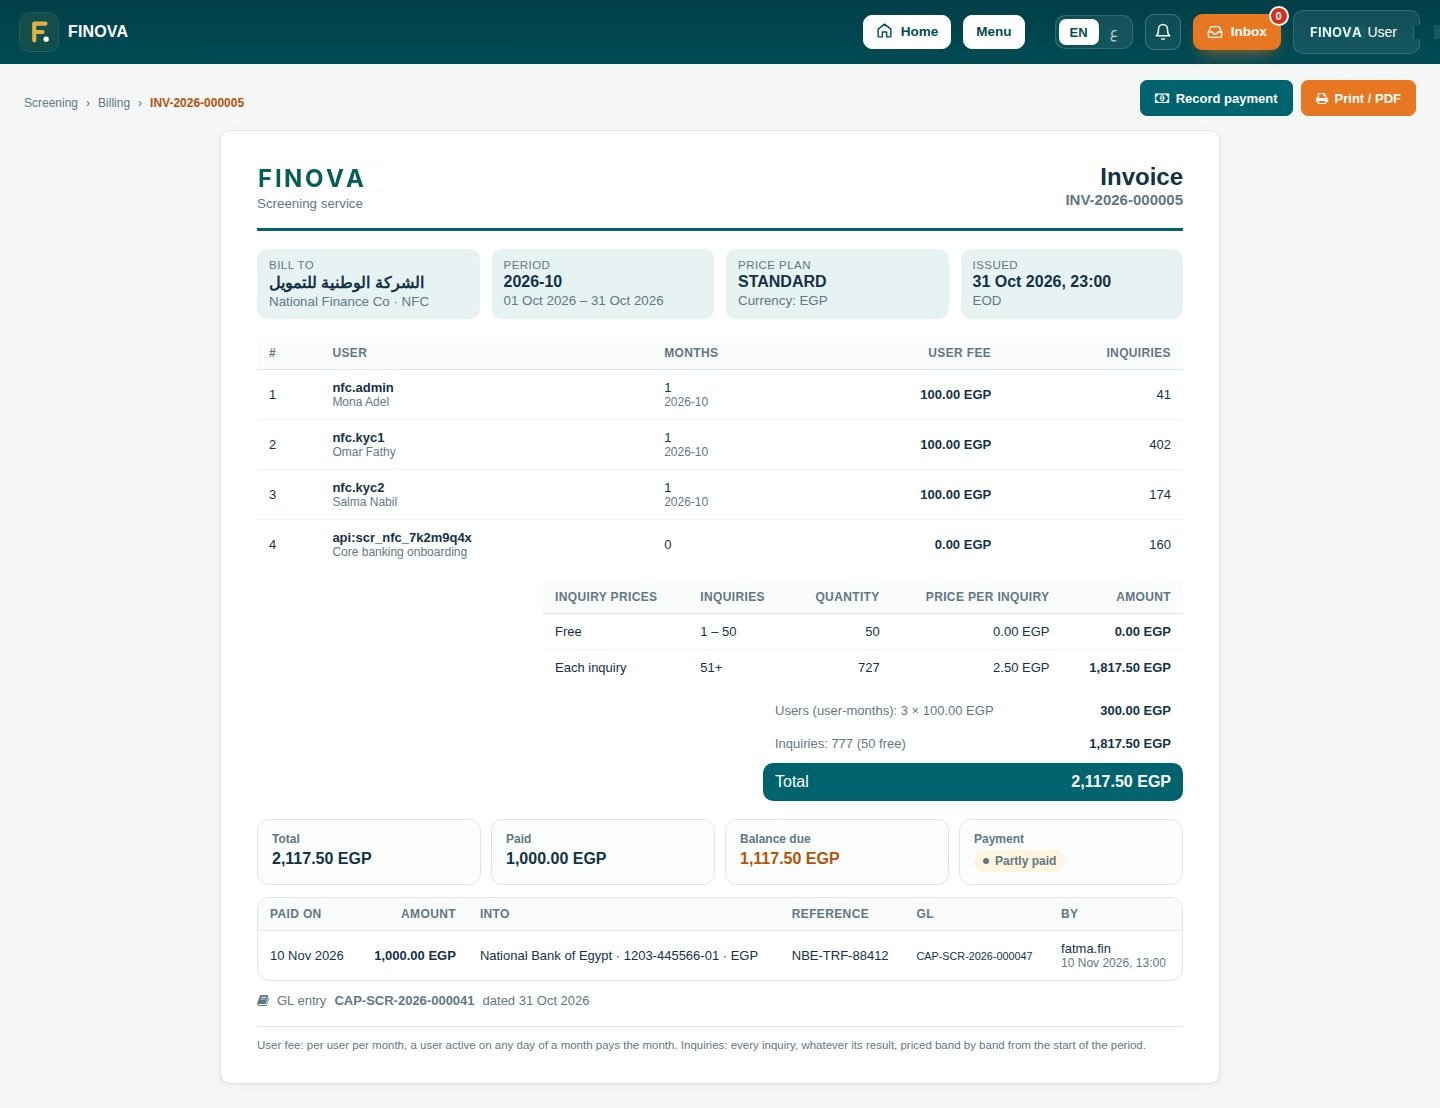 FINOVA
Home
Menu
EN
ع
Inbox
0
FINOVA User
Screening › Billing › INV-2026-000005
Record payment
Print / PDF
FINOVA
Screening service
Invoice
INV-2026-000005
BILL TO
الشركة الوطنية للتمويل
National Finance Co · NFC
PERIOD
2026-10
01 Oct 2026 – 31 Oct 2026
PRICE PLAN
STANDARD
Currency: EGP
ISSUED
31 Oct 2026, 23:00
EOD
# USER MONTHS USER FEE INQUIRIES
1 nfc.admin 1 100.00 EGP 41
Mona Adel 2026-10
2 nfc.kyc1 1 100.00 EGP 402
Omar Fathy 2026-10
3 nfc.kyc2 1 100.00 EGP 174
Salma Nabil 2026-10
4 api:scr_nfc_7k2m9q4x 0 0.00 EGP 160
Core banking onboarding
INQUIRY PRICES INQUIRIES QUANTITY PRICE PER INQUIRY AMOUNT
Free 1 – 50 50 0.00 EGP 0.00 EGP
Each inquiry 51+ 727 2.50 EGP 1,817.50 EGP
Users (user-months): 3 × 100.00 EGP 300.00 EGP
Inquiries: 777 (50 free) 1,817.50 EGP
Total 2,117.50 EGP
Total
2,117.50 EGP
Paid
1,000.00 EGP
Balance due
1,117.50 EGP
Payment
Partly paid
PAID ON AMOUNT INTO REFERENCE GL BY
10 Nov 2026 1,000.00 EGP National Bank of Egypt · 1203-445566-01 · EGP NBE-TRF-88412 CAP-SCR-2026-000047 fatma.fin
10 Nov 2026, 13:00
GL entry CAP-SCR-2026-000041 dated 31 Oct 2026
User fee: per user per month, a user active on any day of a month pays the month. Inquiries: every inquiry, whatever its result, priced band by band from the start of the period.